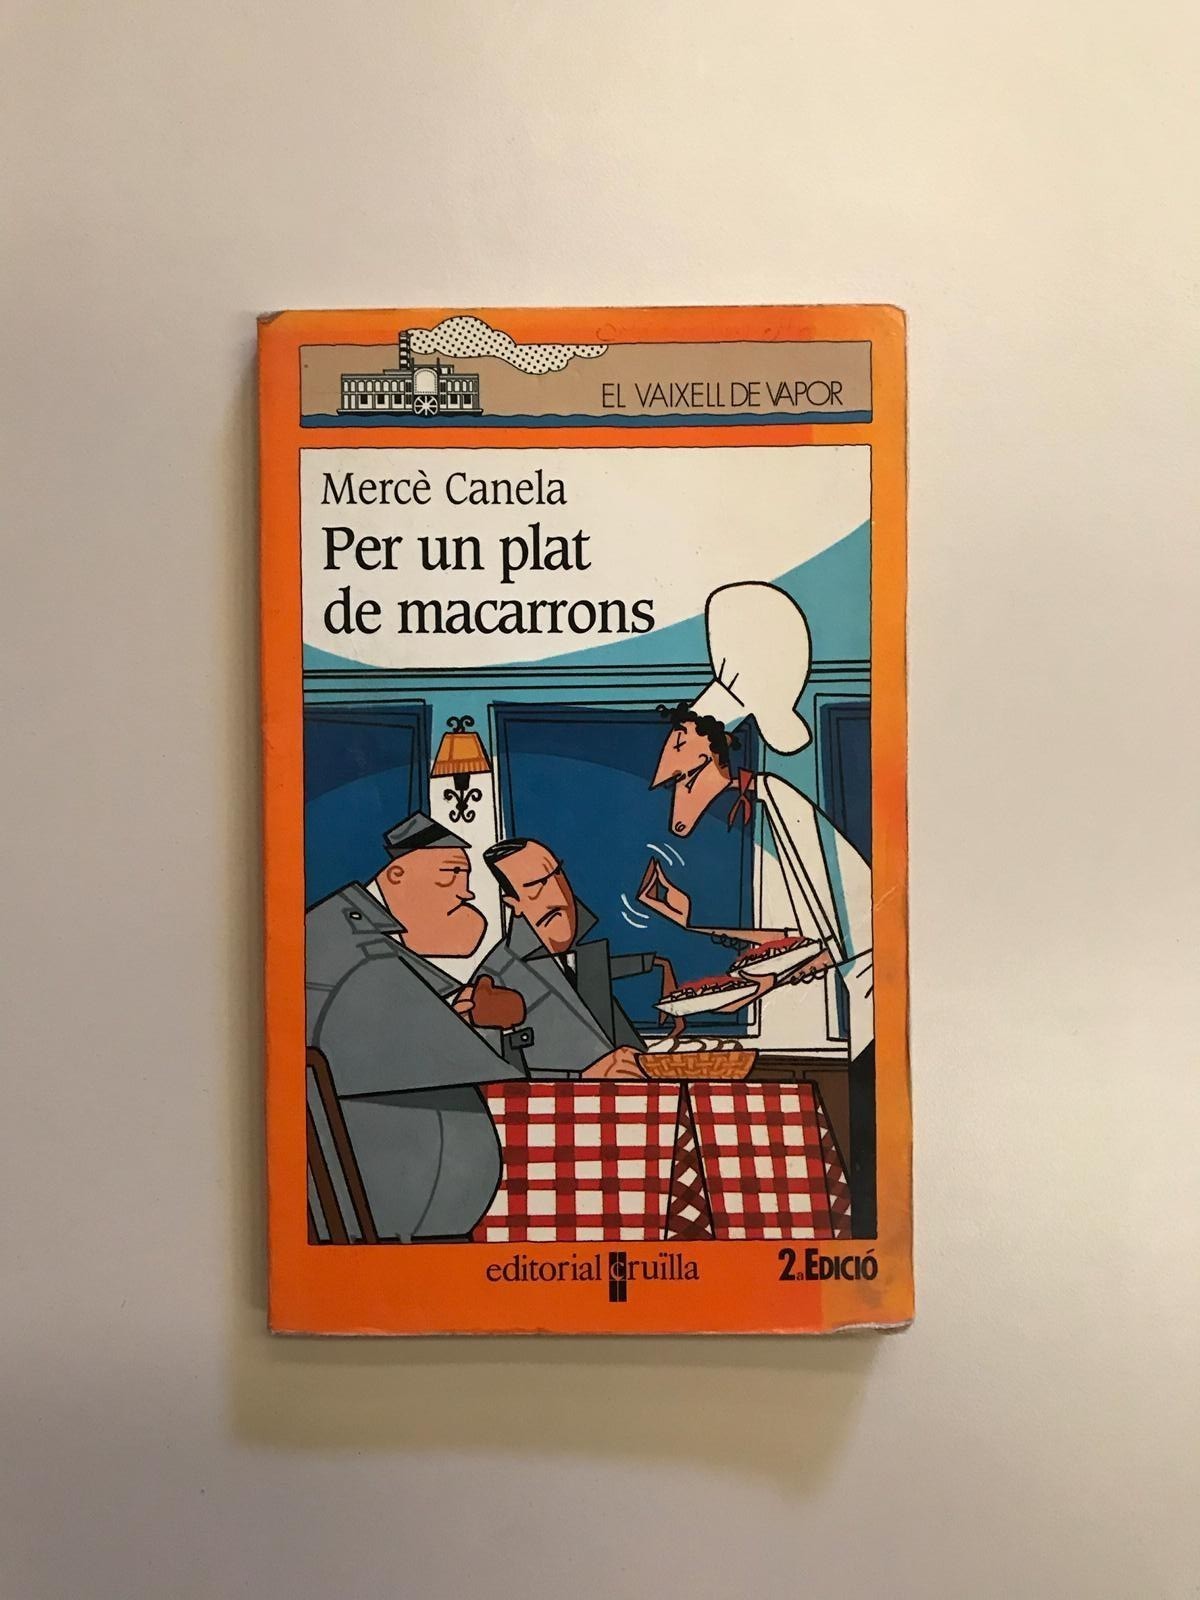 EL VAIXELL DE VAPOR
Mercè Canela
Per un plat
de macarrons
editorial cruïlla
2.a EDICIÓ